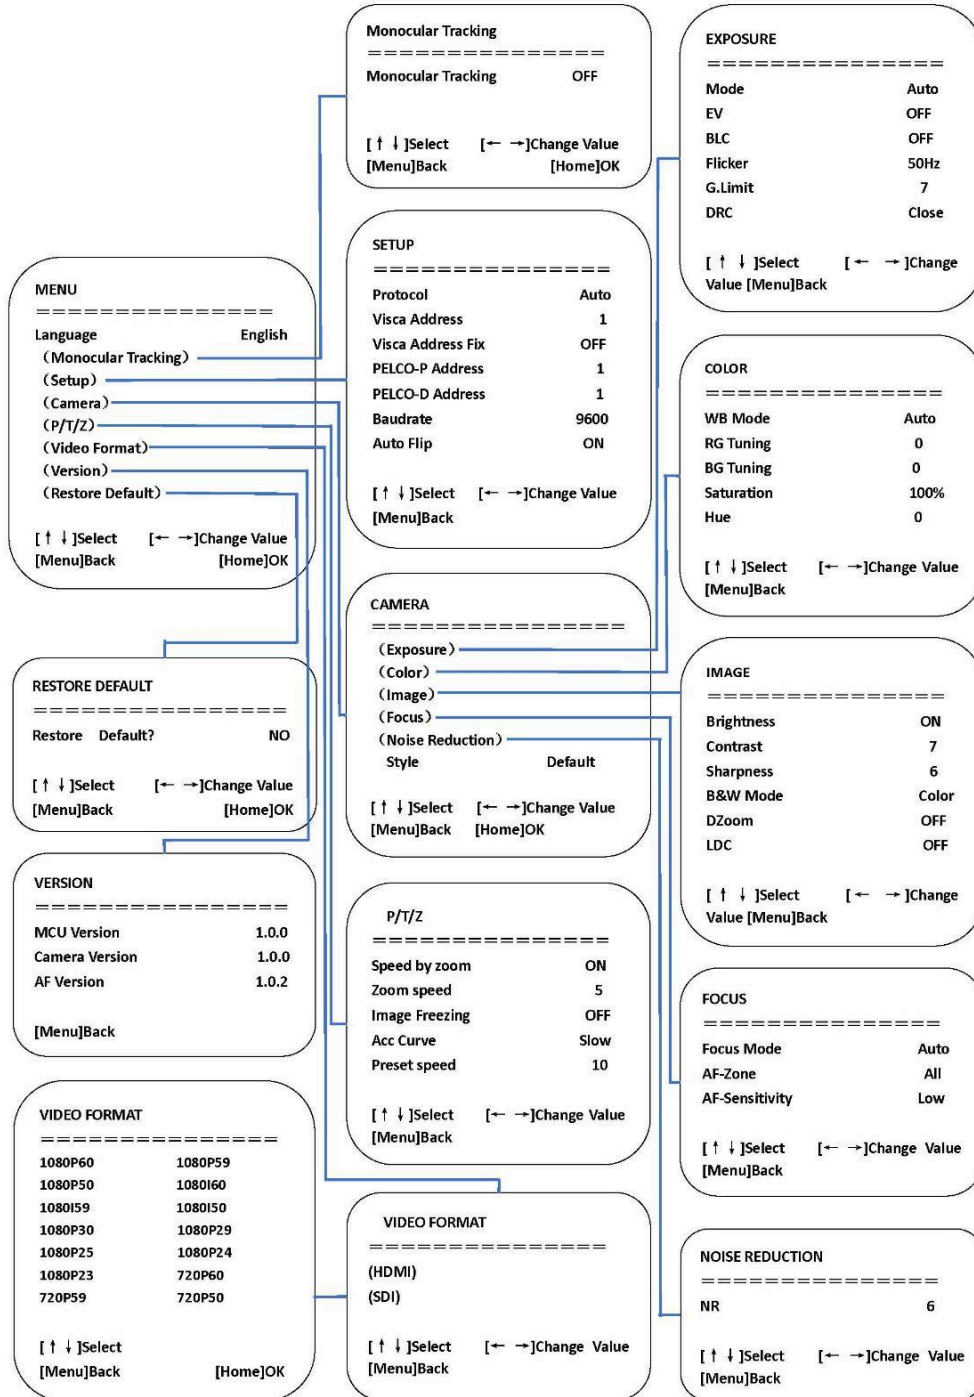 MENU
===============
Language English
(Monocular Tracking)
(Setup)
(Camera)
(P/T/Z)
(Video Format)
(Version)
(Restore Default)
[↑ ↓]Select [← →]Change Value
[Menu]Back [Home]OK
RESTORE DEFAULT
================
Restore Default? NO
[↑ ↓]Select [← →]Change Value
[Menu]Back [Home]OK
VERSION
================
MCU Version 1.0.0
Camera Version 1.0.0
AF Version 1.0.2
[Menu]Back
VIDEO FORMAT
===============
1080P60 1080P59
1080P50 1080I60
1080I59 1080I50
1080P30 1080P29
1080P25 1080P24
1080P23 720P60
720P59 720P50
[↑ ↓]Select
[Menu]Back [Home]OK
Monocular Tracking
===============
Monocular Tracking OFF
[↑ ↓]Select [← →]Change Value
[Menu]Back [Home]OK
SETUP
===============
Protocol Auto
Visca Address 1
Visca Address Fix OFF
PELCO-P Address 1
PELCO-D Address 1
Baudrate 9600
Auto Flip ON
[↑ ↓]Select [← →]Change Value
[Menu]Back
CAMERA
================
(Exposure)
(Color)
(Image)
(Focus)
(Noise Reduction)
Style Default
[↑ ↓]Select [← →]Change Value
[Menu]Back [Home]OK
P/T/Z
===============
Speed by zoom ON
Zoom speed 5
Image Freezing OFF
Acc Curve Slow
Preset speed 10
[↑ ↓]Select [← →]Change Value
[Menu]Back
VIDEO FORMAT
===============
(HDMI)
(SDI)
[↑ ↓]Select [← →]Change Value
[Menu]Back
EXPOSURE
===============
Mode Auto
EV OFF
BLC OFF
Flicker 50Hz
G.Limit 7
DRC Close
[↑ ↓]Select [← →]Change
Value [Menu]Back
COLOR
===============
WB Mode Auto
RG Tuning 0
BG Tuning 0
Saturation 100%
Hue 0
[↑ ↓]Select [← →]Change Value
[Menu]Back
IMAGE
===============
Brightness ON
Contrast 7
Sharpness 6
B&W Mode Color
DZoom OFF
LDC OFF
[↑ ↓]Select [← →]Change
Value [Menu]Back
FOCUS
===============
Focus Mode Auto
AF-Zone All
AF-Sensitivity Low
[↑ ↓]Select [← →]Change Value
[Menu]Back
NOISE REDUCTION
===============
NR 6
[↑ ↓]Select [← →]Change Value
[Menu]Back